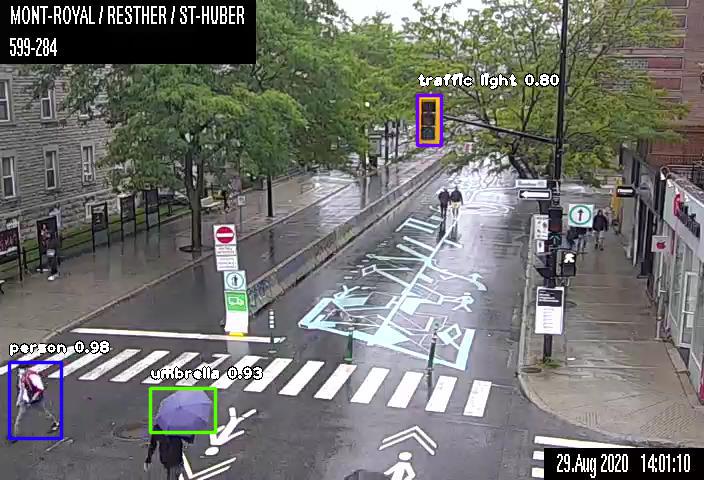 MONT-ROYAL / RESTHER / ST-HUBER
599-284
traffic light 0.80
person 0.98
umbrella 0.93
29.Aug 2020 14:01:10